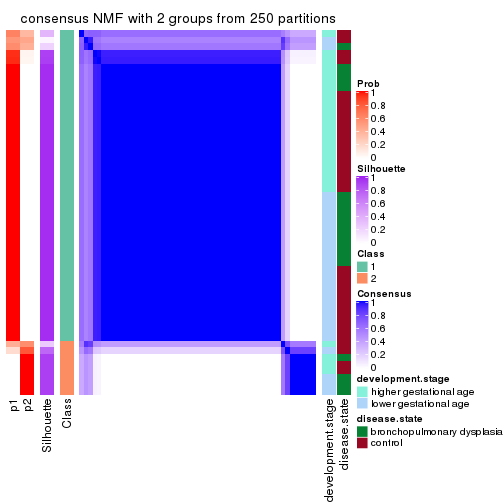 consensus NMF with 2 groups from 250 partitions
Prob
1
0.8
0.6
0.4
0.2
0
Silhouette
1
0.8
0.6
0.4
0.2
0
Class
1
2
Consensus
1
0.8
0.6
0.4
0.2
0
development.stage
higher gestational age
lower gestational age
disease.state
bronchopulmonary dysplasia
control
p1
p2
Silhouette
Class
development.stage
disease.state